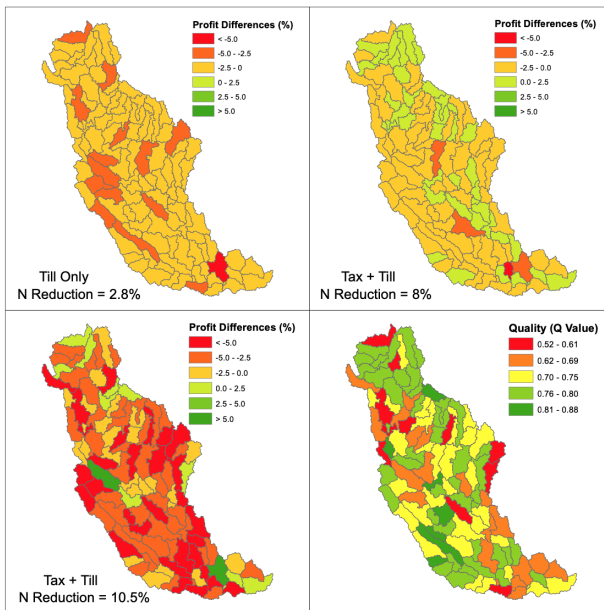 Profit Differences (%)
< -5.0
-5.0 - -2.5
-2.5 - 0
0 - 2.5
2.5 - 5.0
> 5.0
Till Only
N Reduction = 2.8%
Profit Differences (%)
< -5.0
-5.0 - -2.5
-2.5 - 0.0
0 - 2.5
2.5 - 5.0
> 5.0
Tax + Till
N Reduction = 8%
Profit Differences (%)
< -5.0
-5.0 - -2.5
-2.5 - 0.0
0.0 - 2.5
2.5 - 5.0
> 5.0
Tax + Till
N Reduction = 10.5%
Quality (Q Value)
0.52 - 0.61
0.62 - 0.69
0.70 - 0.75
0.76 - 0.80
0.81 - 0.88